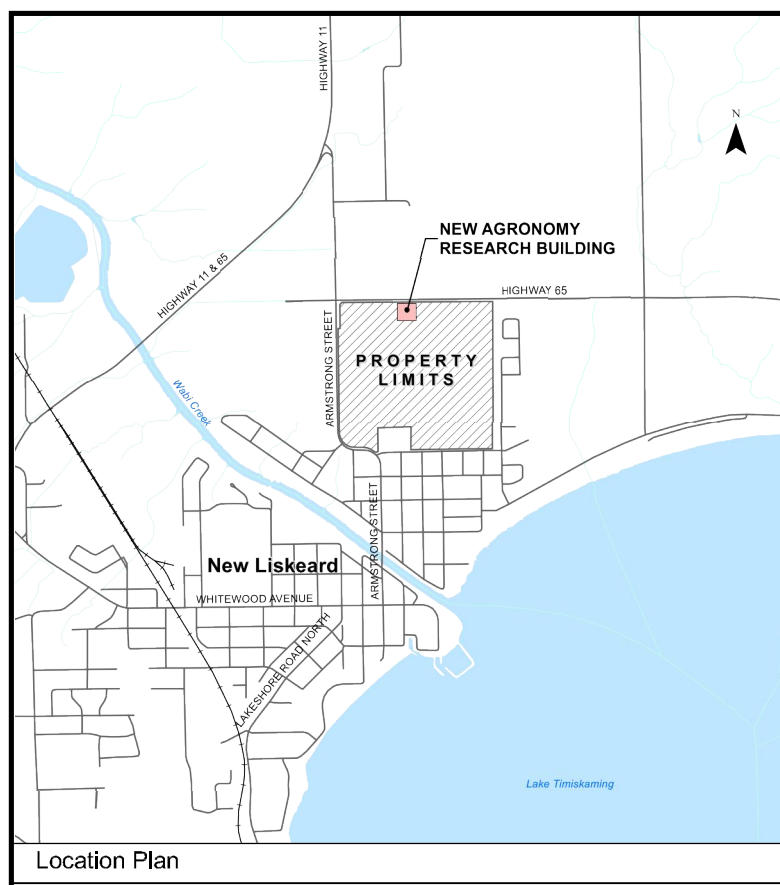 HIGHWAY 11
N
NEW AGRONOMY
RESEARCH BUILDING
HIGHWAY 11 & 65
HIGHWAY 65
ARMSTRONG STREET
PROPERTY
LIMITS
Wabi Creek
ARMSTRONG STREET
New Liskeard
WHITEWOOD AVENUE
LAKESHORE ROAD NORTH
Lake Timiskaming
Location Plan